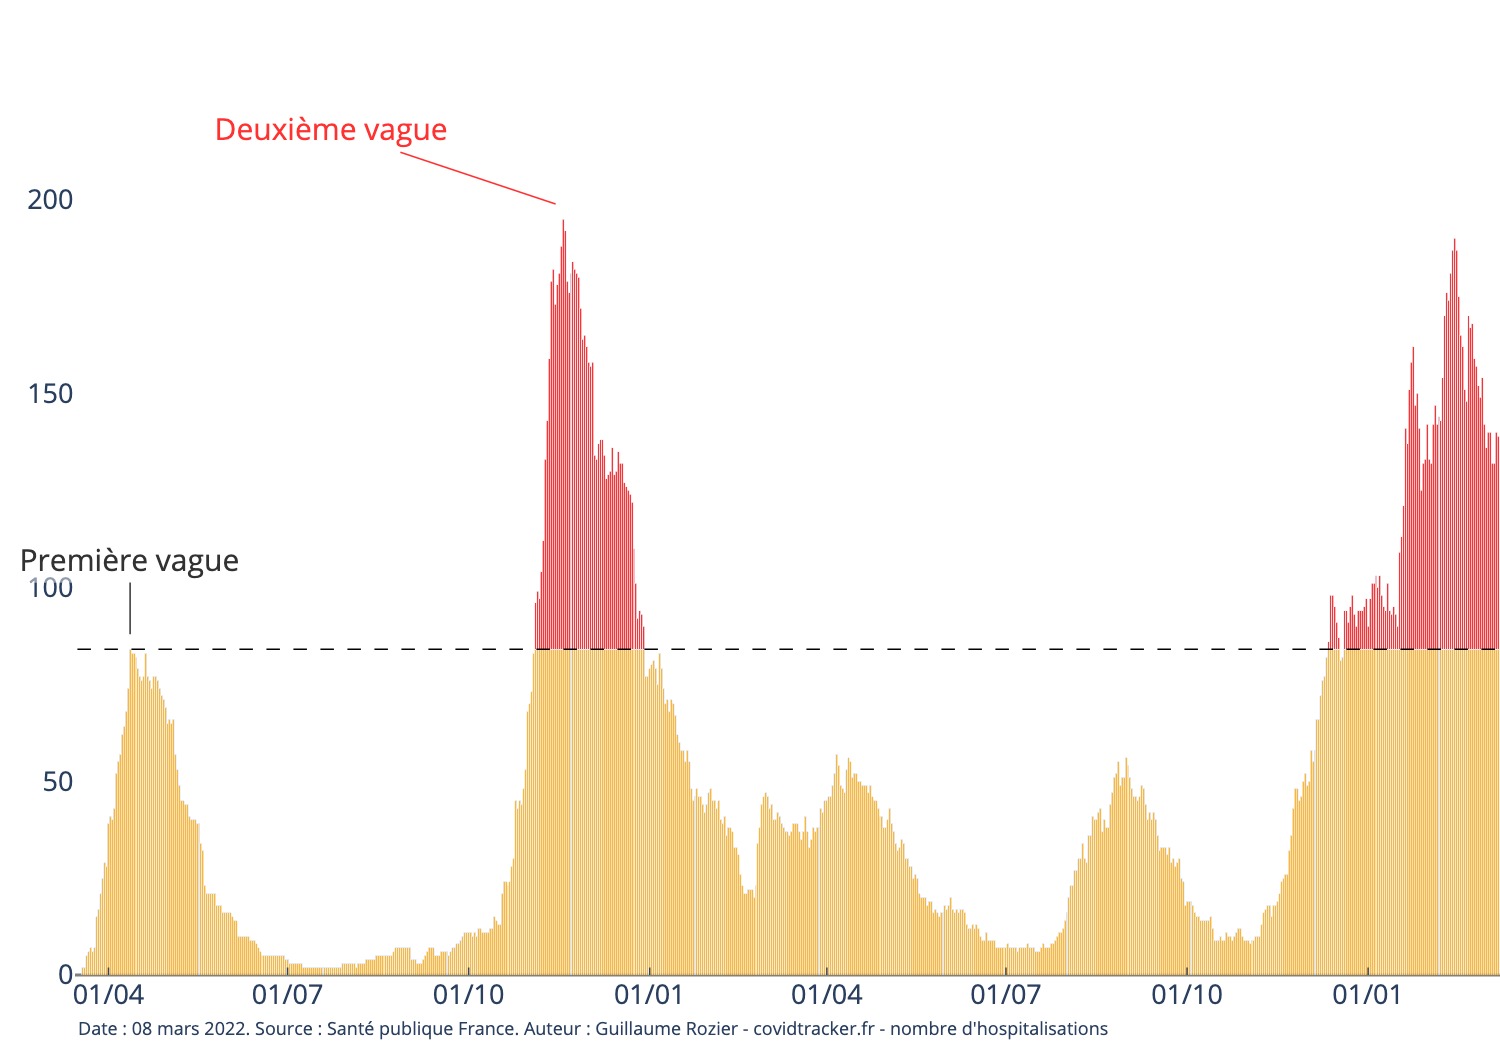 Deuxième vague
200
150
Première vague
100
50
0
01/04 01/07 01/10 01/01 01/04 01/07 01/10 01/01
Date : 08 mars 2022. Source : Santé publique France. Auteur : Guillaume Rozier - covidtracker.fr - nombre d'hospitalisations